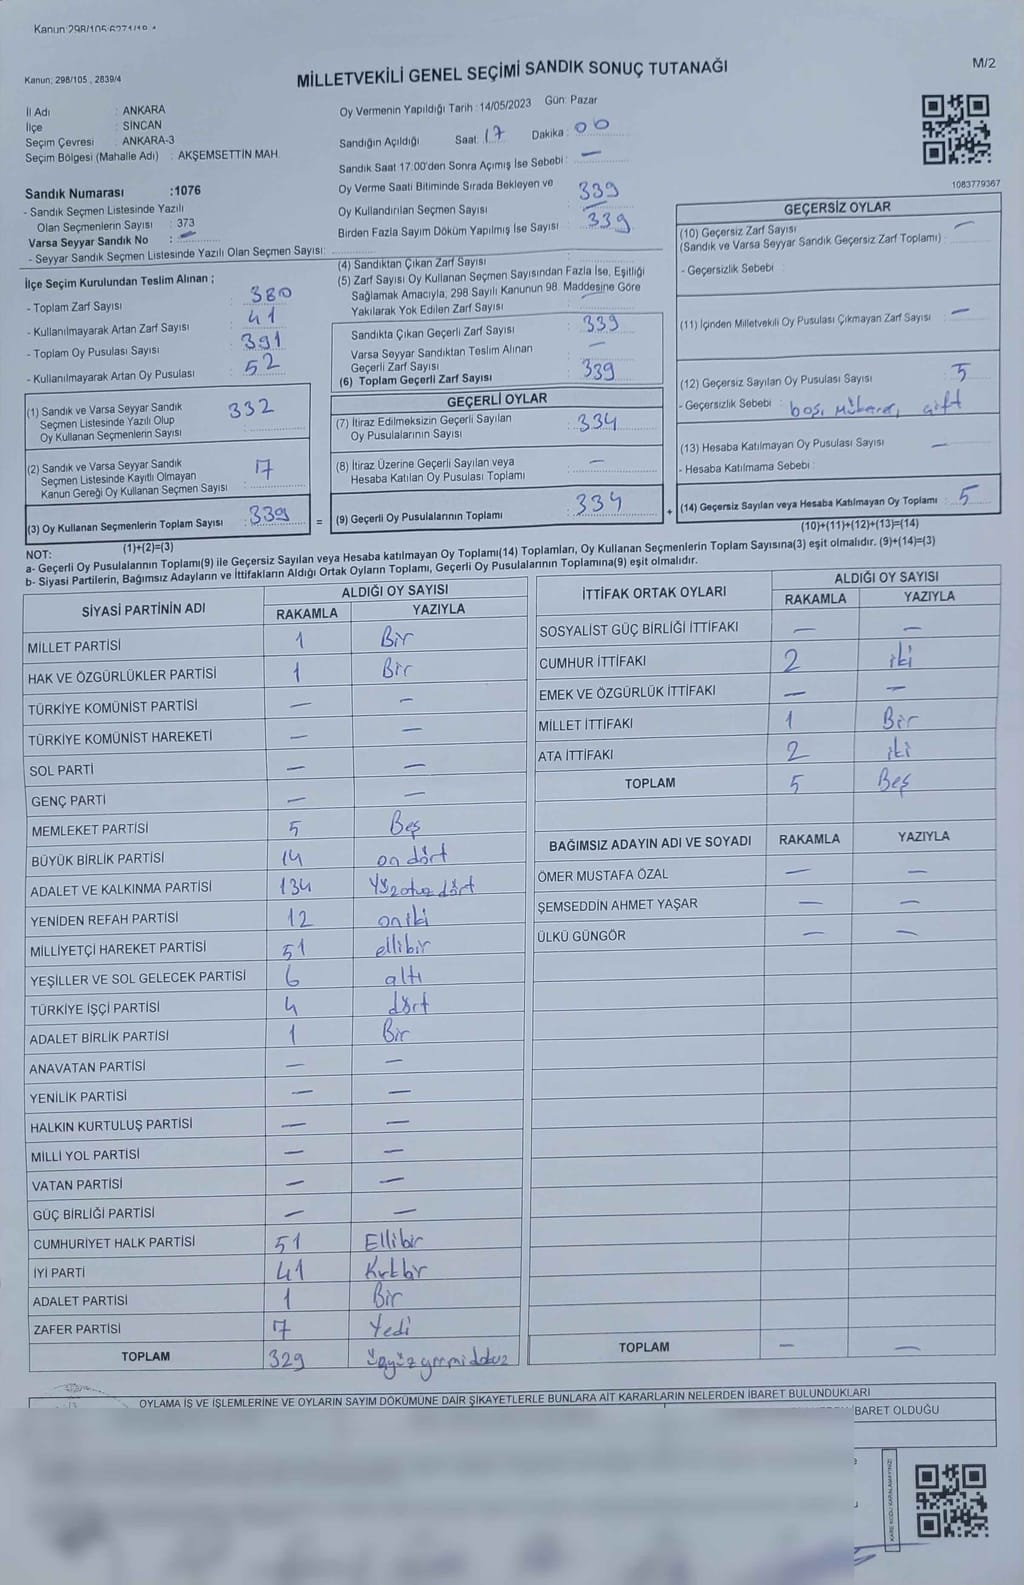 Kanun: 298/105
Kanun; 298/105 , 2839/4
MİLLETVEKİLİ GENEL SEÇİMİ SANDIK SONUÇ TUTANAĞI
M/2
İl Adı : ANKARA
İlçe : SİNCAN
Seçim Çevresi : ANKARA-3
Seçim Bölgesi (Mahalle Adı) : AKŞEMSETTİN MAH.
Oy Vermenin Yapıldığı Tarih : 14/05/2023 Gün: Pazar
Sandığın Açıldığı Saat: 17 Dakika : 00
Sandık Saat 17:00'den Sonra Açımış İse Sebebi : —
Oy Verme Saati Bitiminde Sırada Bekleyen ve
Oy Kullandırılan Seçmen Sayısı 339
Birden Fazla Sayım Döküm Yapılmış İse Sayısı : 339
1083779367
Sandık Numarası :1076
- Sandık Seçmen Listesinde Yazılı
Olan Seçmenlerin Sayısı : 373
Varsa Seyyar Sandık No : —
- Seyyar Sandık Seçmen Listesinde Yazılı Olan Seçmen Sayısı:
İlçe Seçim Kurulundan Teslim Alınan ;
- Toplam Zarf Sayısı : 380
- Kullanılmayarak Artan Zarf Sayısı : 41
- Toplam Oy Pusulası Sayısı : 391
- Kullanılmayarak Artan Oy Pusulası : 52
(1) Sandık ve Varsa Seyyar Sandık
Seçmen Listesinde Yazılı Olup
Oy Kullanan Seçmenlerin Sayısı : 332
(2) Sandık ve Varsa Seyyar Sandık
Seçmen Listesinde Kayıtlı Olmayan
Kanun Gereği Oy Kullanan Seçmen Sayısı : 17
(3) Oy Kullanan Seçmenlerin Toplam Sayısı : 339
(1)+(2)=(3)
(4) Sandıktan Çıkan Zarf Sayısı :
(5) Zarf Sayısı Oy Kullanan Seçmen Sayısından Fazla İse, Eşitliği
Sağlamak Amacıyla, 298 Sayılı Kanunun 98. Maddesine Göre
Yakılarak Yok Edilen Zarf Sayısı :
Sandıkta Çıkan Geçerli Zarf Sayısı : 339
Varsa Seyyar Sandıktan Teslim Alınan
Geçerli Zarf Sayısı : —
(6) Toplam Geçerli Zarf Sayısı : 339
GEÇERLİ OYLAR
(7) İtiraz Edilmeksizin Geçerli Sayılan
Oy Pusulalarının Sayısı : 334
(8) İtiraz Üzerine Geçerli Sayılan veya
Hesaba Katılan Oy Pusulası Toplamı : —
= (9) Geçerli Oy Pusulalarının Toplamı : 334
GEÇERSİZ OYLAR
(10) Geçersiz Zarf Sayısı
(Sandık ve Varsa Seyyar Sandık Geçersiz Zarf Toplamı) : —
- Geçersizlik Sebebi :
(11) İçinden Milletvekili Oy Pusulası Çıkmayan Zarf Sayısı : —
(12) Geçersiz Sayılan Oy Pusulası Sayısı : 5
- Geçersizlik Sebebi : boş, çift
(13) Hesaba Katılmayan Oy Pusulası Sayısı : —
- Hesaba Katılmama Sebebi :
+ (14) Geçersiz Sayılan veya Hesaba Katılmayan Oy Toplamı : 5
(10)+(11)+(12)+(13)=(14)
NOT:
a- Geçerli Oy Pusulalarının Toplamı(9) ile Geçersiz Sayılan veya Hesaba katılmayan Oy Toplamı(14) Toplamları, Oy Kullanan Seçmenlerin Toplam Sayısına(3) eşit olmalıdır. (9)+(14)=(3)
b- Siyasi Partilerin, Bağımsız Adayların ve İttifakların Aldığı Ortak Oyların Toplamı, Geçerli Oy Pusulalarının Toplamına(9) eşit olmalıdır.
SİYASİ PARTİNİN ADI ALDIĞI OY SAYISI
RAKAMLA YAZIYLA
MİLLET PARTİSİ 1 Bir
HAK VE ÖZGÜRLÜKLER PARTİSİ 1 Bir
TÜRKİYE KOMÜNİST PARTİSİ — —
TÜRKİYE KOMÜNİST HAREKETİ — —
SOL PARTİ — —
GENÇ PARTİ — —
MEMLEKET PARTİSİ 5 Beş
BÜYÜK BİRLİK PARTİSİ 14 on dört
ADALET VE KALKINMA PARTİSİ 134 Yüzotuz dört
YENİDEN REFAH PARTİSİ 12 oniki
MİLLİYETÇİ HAREKET PARTİSİ 51 ellibir
YEŞİLLER VE SOL GELECEK PARTİSİ 6 altı
TÜRKİYE İŞÇİ PARTİSİ 4 dört
ADALET BİRLİK PARTİSİ 1 Bir
ANAVATAN PARTİSİ — —
YENİLİK PARTİSİ — —
HALKIN KURTULUŞ PARTİSİ — —
MİLLİ YOL PARTİSİ — —
VATAN PARTİSİ — —
GÜÇ BİRLİĞİ PARTİSİ — —
CUMHURİYET HALK PARTİSİ 51 Ellibir
İYİ PARTİ 41 Kırkbir
ADALET PARTİSİ 1 Bir
ZAFER PARTİSİ 7 Yedi
TOPLAM 329 üçyüzyirmidokuz
İTTİFAK ORTAK OYLARI ALDIĞI OY SAYISI
RAKAMLA YAZIYLA
SOSYALİST GÜÇ BİRLİĞİ İTTİFAKI — —
CUMHUR İTTİFAKI 2 iki
EMEK VE ÖZGÜRLÜK İTTİFAKI — —
MİLLET İTTİFAKI 1 Bir
ATA İTTİFAKI 2 iki
TOPLAM 5 Beş
BAĞIMSIZ ADAYIN ADI VE SOYADI RAKAMLA YAZIYLA
ÖMER MUSTAFA ÖZAL — —
ŞEMSEDDİN AHMET YAŞAR — —
ÜLKÜ GÜNGÖR — —
TOPLAM — —
OYLAMA İŞ VE İŞLEMLERİNE VE OYLARIN SAYIM DÖKÜMÜNE DAİR ŞİKAYETLERLE BUNLARA AİT KARARLARIN NELERDEN İBARET BULUNDUKLARI
İBARET OLDUĞU
KARE KODU KARALAMAYINIZ!